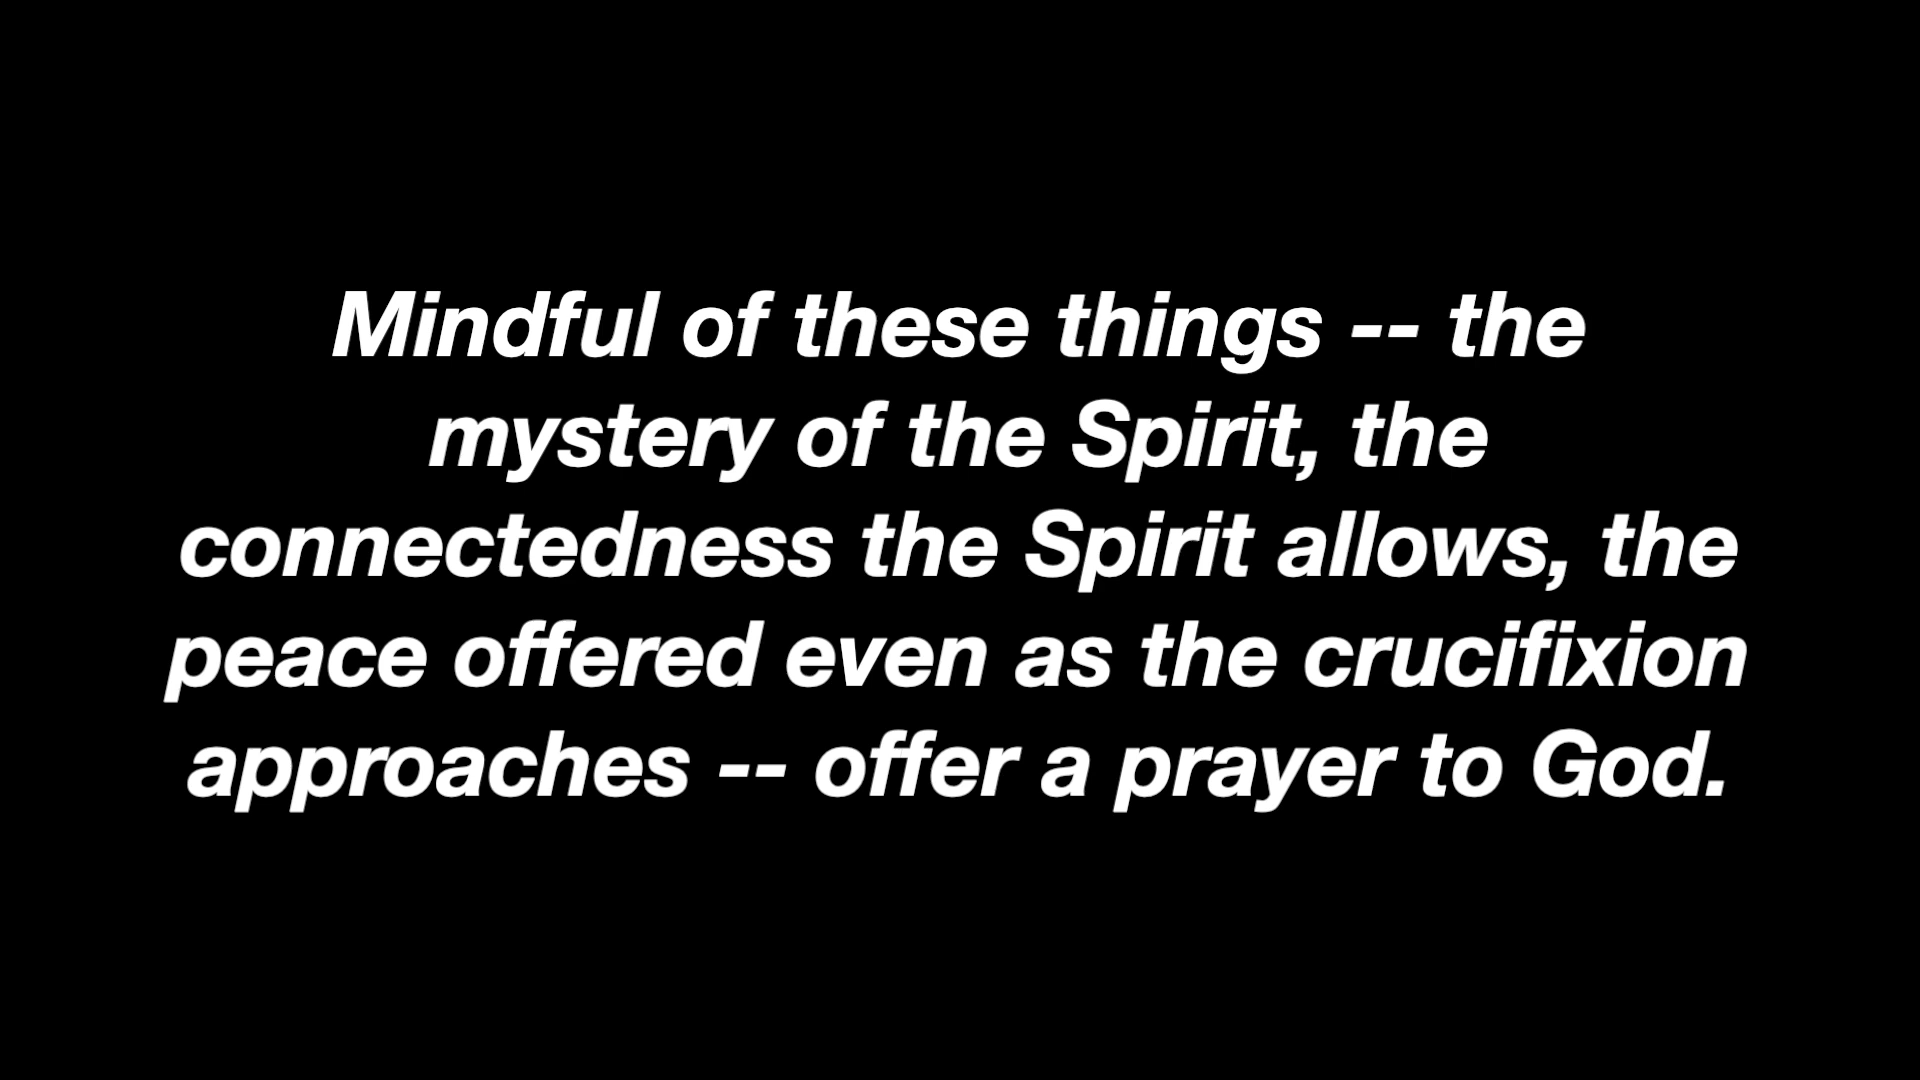 Mindful of these things -- the
mystery of the Spirit, the
connectedness the Spirit allows, the
peace offered even as the crucifixion
approaches -- offer a prayer to God.